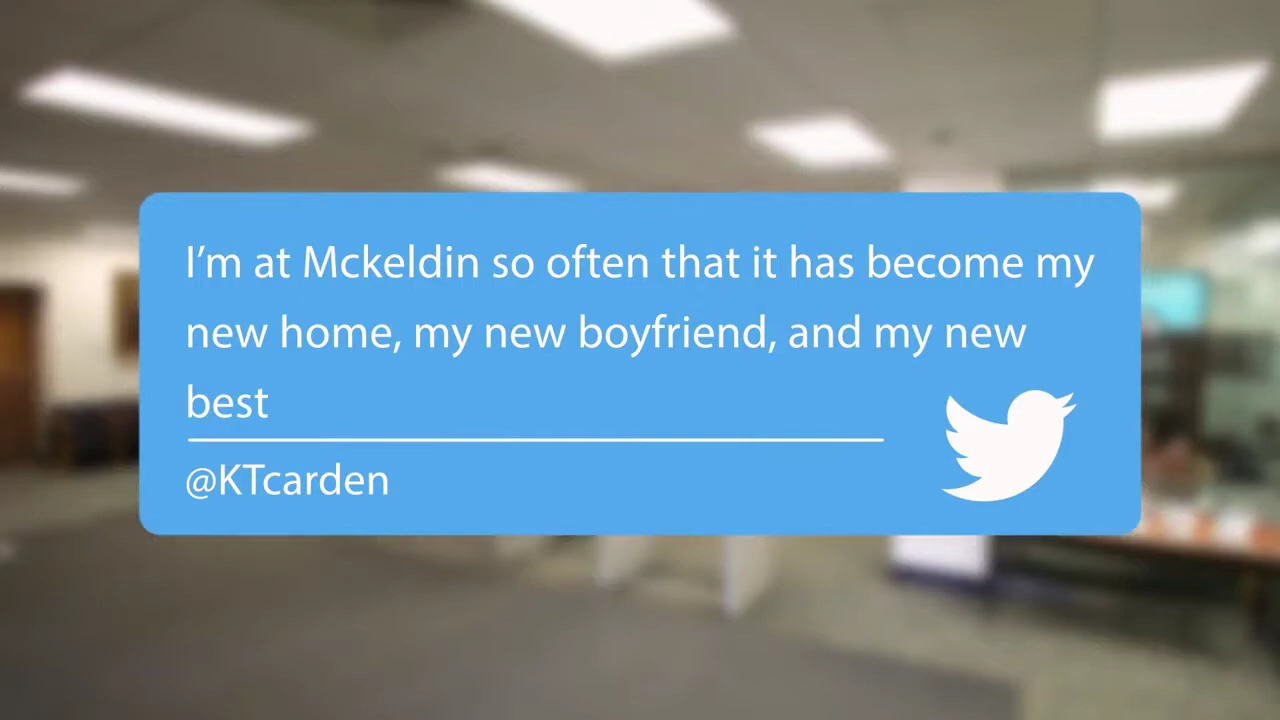 I’m at Mckeldin so often that it has become my
new home, my new boyfriend, and my new
best
@KTcarden